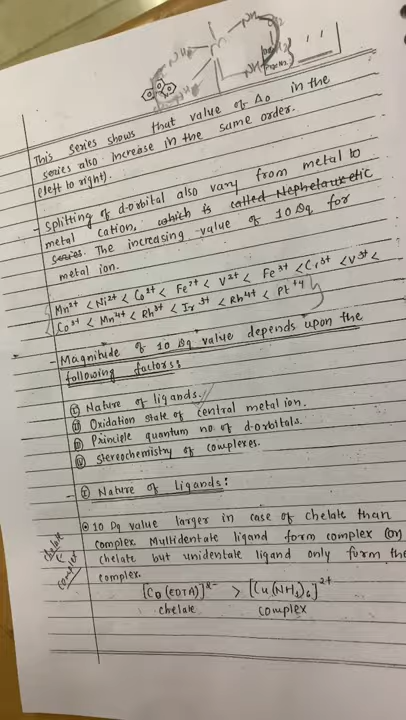 NH
NH
NH
This series shows that value of Δo in the
series also increase in the same order.
(left to right).
- Splitting of d-orbital also vary from metal to
metal cation, which is called Nephelauxetic
series. The increasing value of 10 Dq for
metal ion.
Mn²⁺ < Ni²⁺ < Co²⁺ < Fe²⁺ < V²⁺ < Fe³⁺ < Cr³⁺ < V³⁺ <
Co³⁺ < Mn⁴⁺ < Rh³⁺ < Ir³⁺ < Rh⁴⁺ < Pt⁺⁴
- Magnitude of 10 Dq value depends upon the
following factors:
(i) Nature of ligands.
(ii) Oxidation state of central metal ion.
(iii) Principle quantum no. of d-orbitals.
(iv) Stereochemistry of complexes.
- (i) Nature of Ligands:
chelate
complex
10 Dq value larger in case of chelate than
complex. Multidentate ligand form complex (on
chelate but unidentate ligand only form the
complex.
[Co(EDTA)] > [Cu(NH₃)₆]²⁺
chelate complex